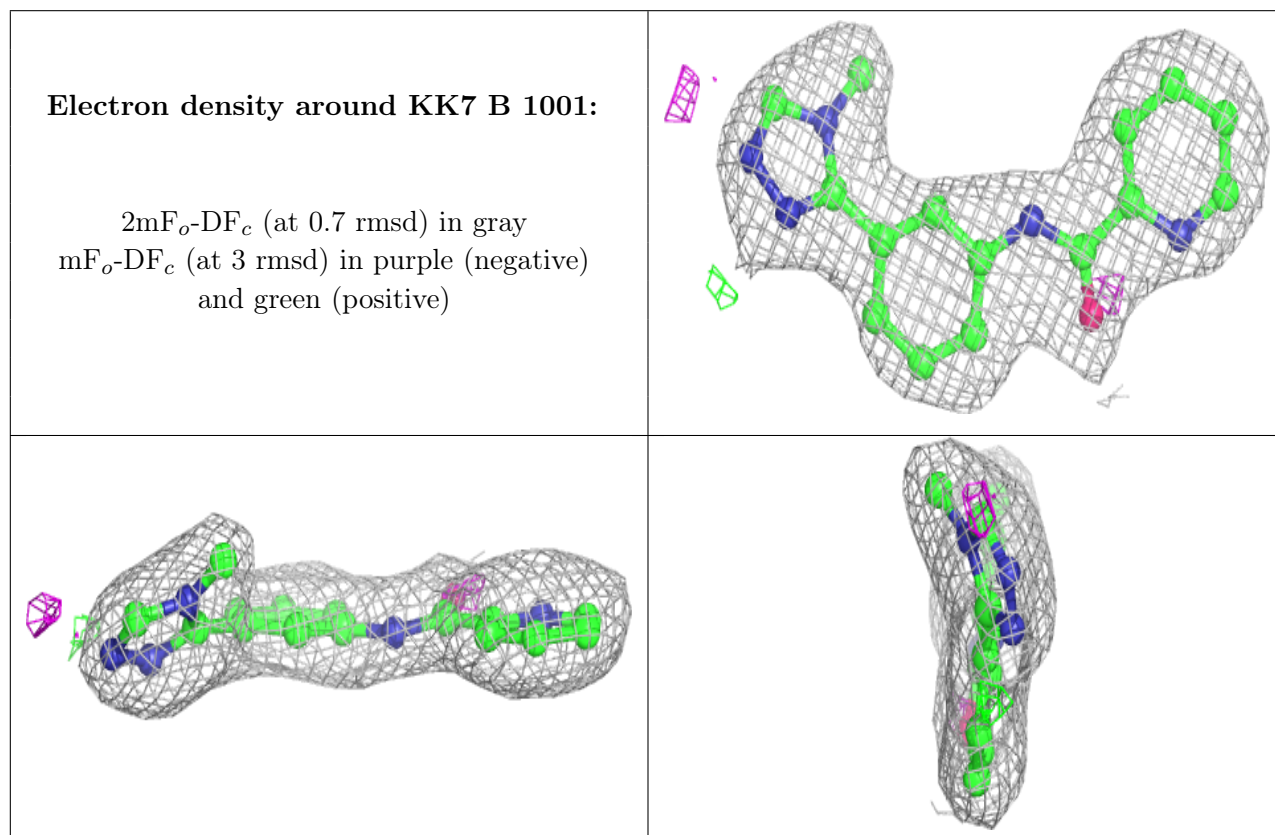 Electron density around KK7 B 1001:
2mFo-DFc (at 0.7 rmsd) in gray
mFo-DFc (at 3 rmsd) in purple (negative)
and green (positive)